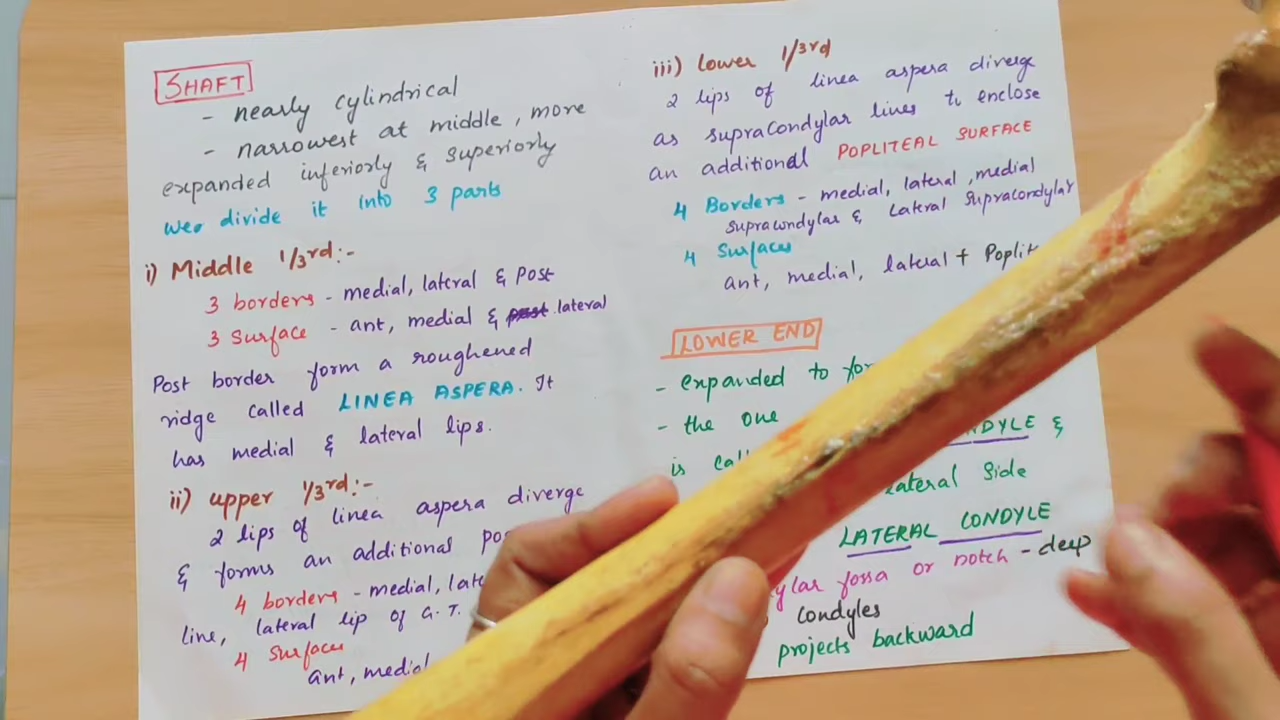 SHAFT
- nearly cylindrical
- narrowest at middle, more
expanded inferiorly & superiorly
we divide it into 3 parts
i) Middle 1/3rd:-
3 borders - medial, lateral & Post
3 Surface - ant, medial & lateral
Post border form a roughened
ridge called LINEA ASPERA. It
has medial & lateral lips.
ii) upper 1/3rd:-
2 lips of linea aspera diverge
& forms an additional
4 borders - medial,
line, lateral lip of G.T.
4 Surface
ant, medial
iii) Lower 1/3rd
2 lips of linea aspera diverge
as supracondylar lines to enclose
an additional POPLITEAL SURFACE
4 Borders - medial, lateral, medial
supracondylar & Lateral Supracondylar
4 Surfaces
ant, medial, lateral + Poplit
LOWER END
- expanded to
- the one
is
&
lateral Side
LATERAL CONDYLE
fossa or notch - deep
Condyles
projects backward